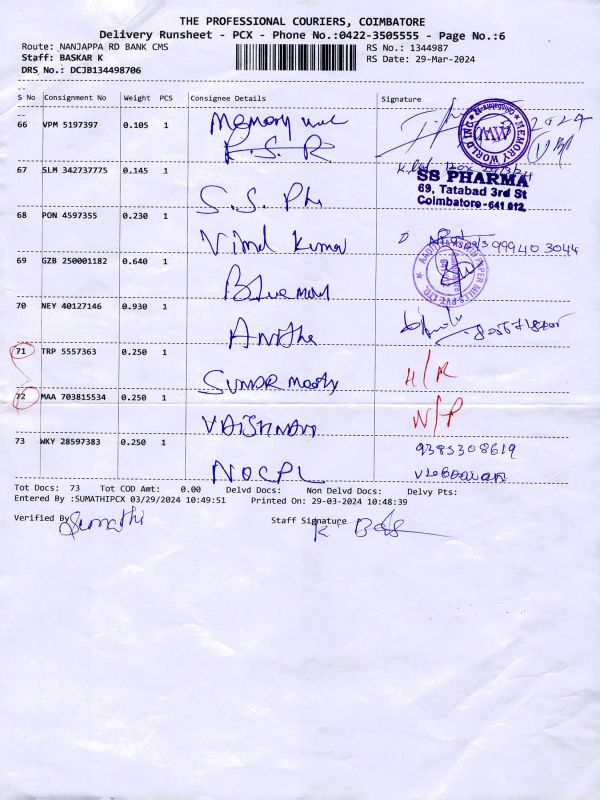 THE PROFESSIONAL COURIERS, COIMBATORE
Delivery Runsheet - PCX - Phone No.:0422-3505555 - Page No.:6
Route: NANJAPPA RD BANK CMS RS No.: 1344987
Staff: BASKAR K RS Date: 29-Mar-2024
DRS No.: DCJB134498706
S No Consignment No Weight PCS Consignee Details Signature
66 VPM 5197397 0.105 1 Memory
R.S.R
MEMORY WORLD INC
Coimbatore-12
67 SLM 342737775 0.145 1
SS PHARMA
69, Tatabad 3rd St
Coimbatore-641 012.
S.S. Ph
68 PON 4597355 0.230 1
Vimal Kumar 999403044
69 GZB 250001182 0.640 1
Blue
70 NEY 40127146 0.930 1
Anitha
71 TRP 5557363 0.250 1 H/R
72 MAA 703815534 0.250 1 N/P
73 WKY 28597383 0.250 1 9385308619
NOCPL
Tot Docs: 73 Tot COD Amt: 0.00 Delvd Docs: Non Delvd Docs: Delvy Pts:
Entered By :SUMATHIPCX 03/29/2024 10:49:51 Printed On: 29-03-2024 10:48:39
Verified By Sumathi Staff Signature